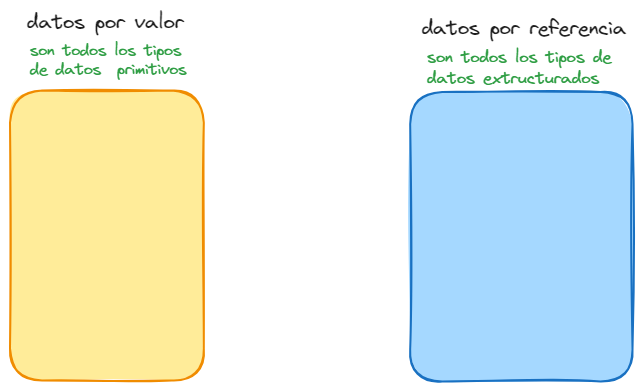 datos por valor
son todos los tipos
de datos primitivos
datos por referencia
son todos los tipos de
datos extructurados